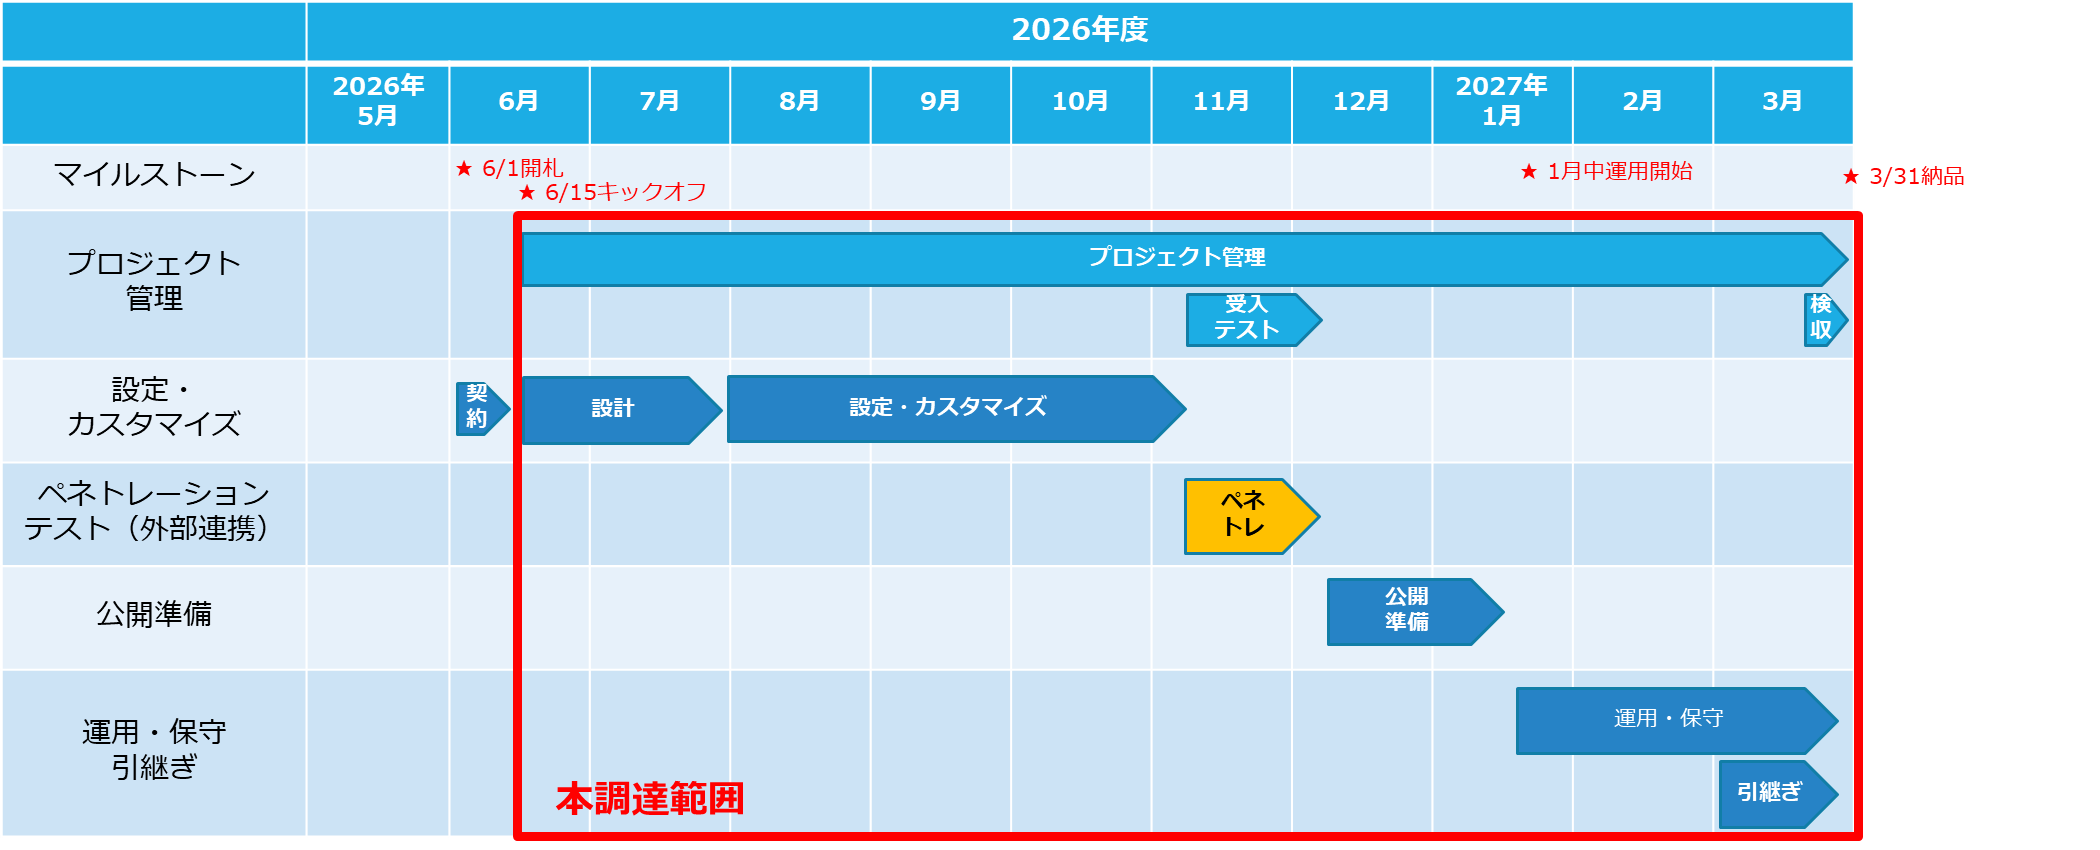 2026年度
2026年
5月
6月
7月
8月
9月
10月
11月
12月
2027年
1月
2月
3月
マイルストーン
★ 6/1開札
★ 6/15キックオフ
★ 1月中運用開始
★ 3/31納品
プロジェクト
管理
プロジェクト管理
受入
テスト
検
収
設定・
カスタマイズ
契
約
設計
設定・カスタマイズ
ペネトレーション
テスト（外部連携）
ペネ
トレ
公開準備
公開
準備
運用・保守
引継ぎ
運用・保守
引継ぎ
本調達範囲